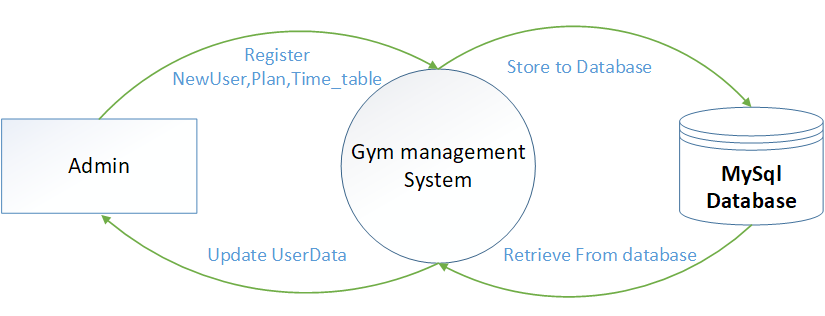 Register
NewUser,Plan,Time_table
Store to Database
Admin
Gym management
System
MySql
Database
Update UserData
Retrieve From database